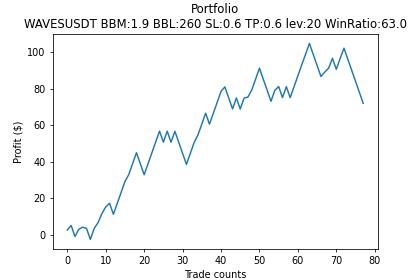 Portfolio
WAVESUSDT BBM:1.9 BBL:260 SL:0.6 TP:0.6 lev:20 WinRatio:63.0
100
80
60
40
20
0
Profit ($)
0 10 20 30 40 50 60 70 80
Trade counts